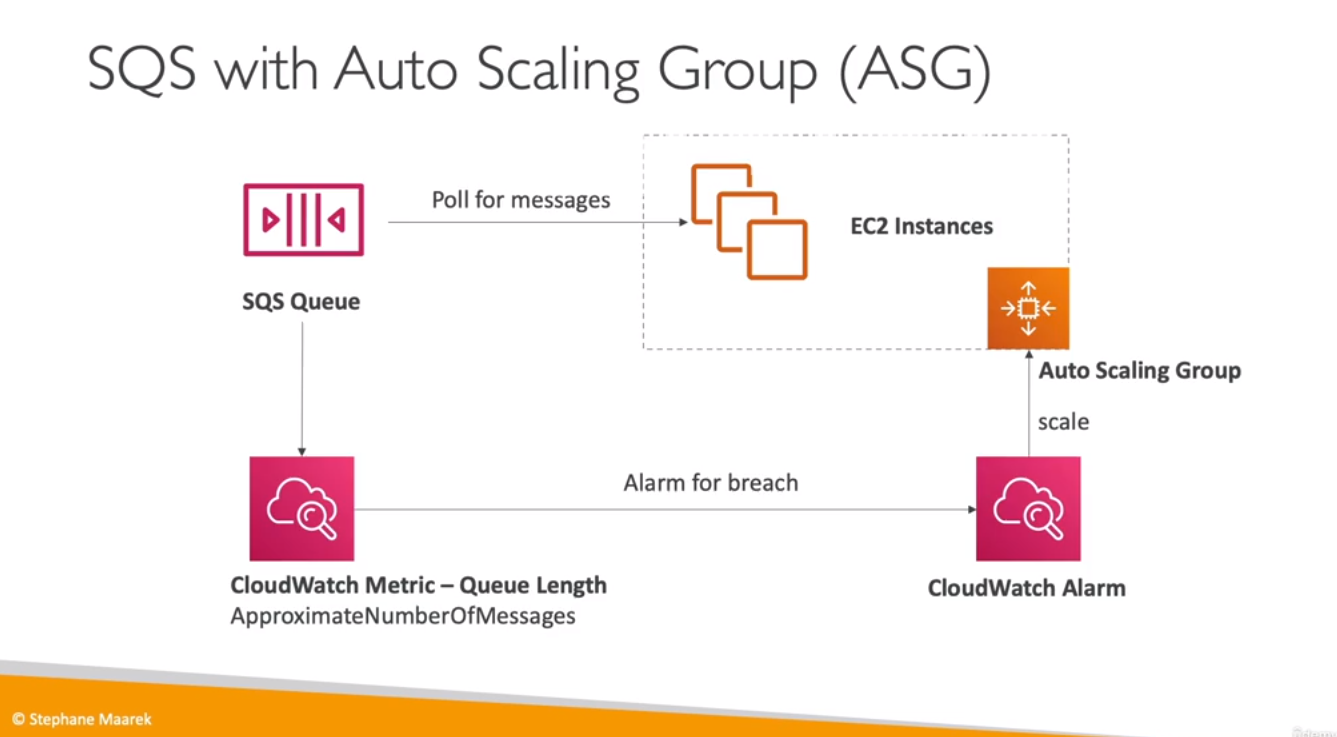 SQS with Auto Scaling Group (ASG)
Poll for messages
EC2 Instances
SQS Queue
Auto Scaling Group
scale
Alarm for breach
CloudWatch Metric – Queue Length
ApproximateNumberOfMessages
CloudWatch Alarm
© Stephane Maarek